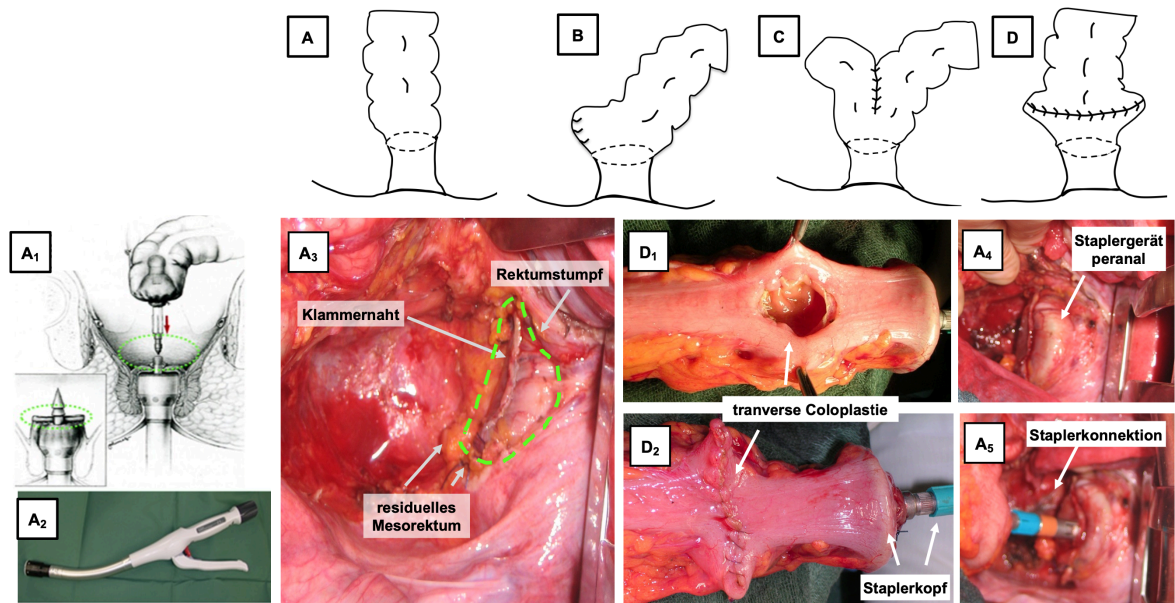 A
B
C
D
A1
A3
Rektumstumpf
Klammernaht
residuelles
Mesorektum
D1
A4
Staplergerät
peranal
tranverse Coloplastie
D2
Staplerkopf
A5
Staplerkonnektion
A2